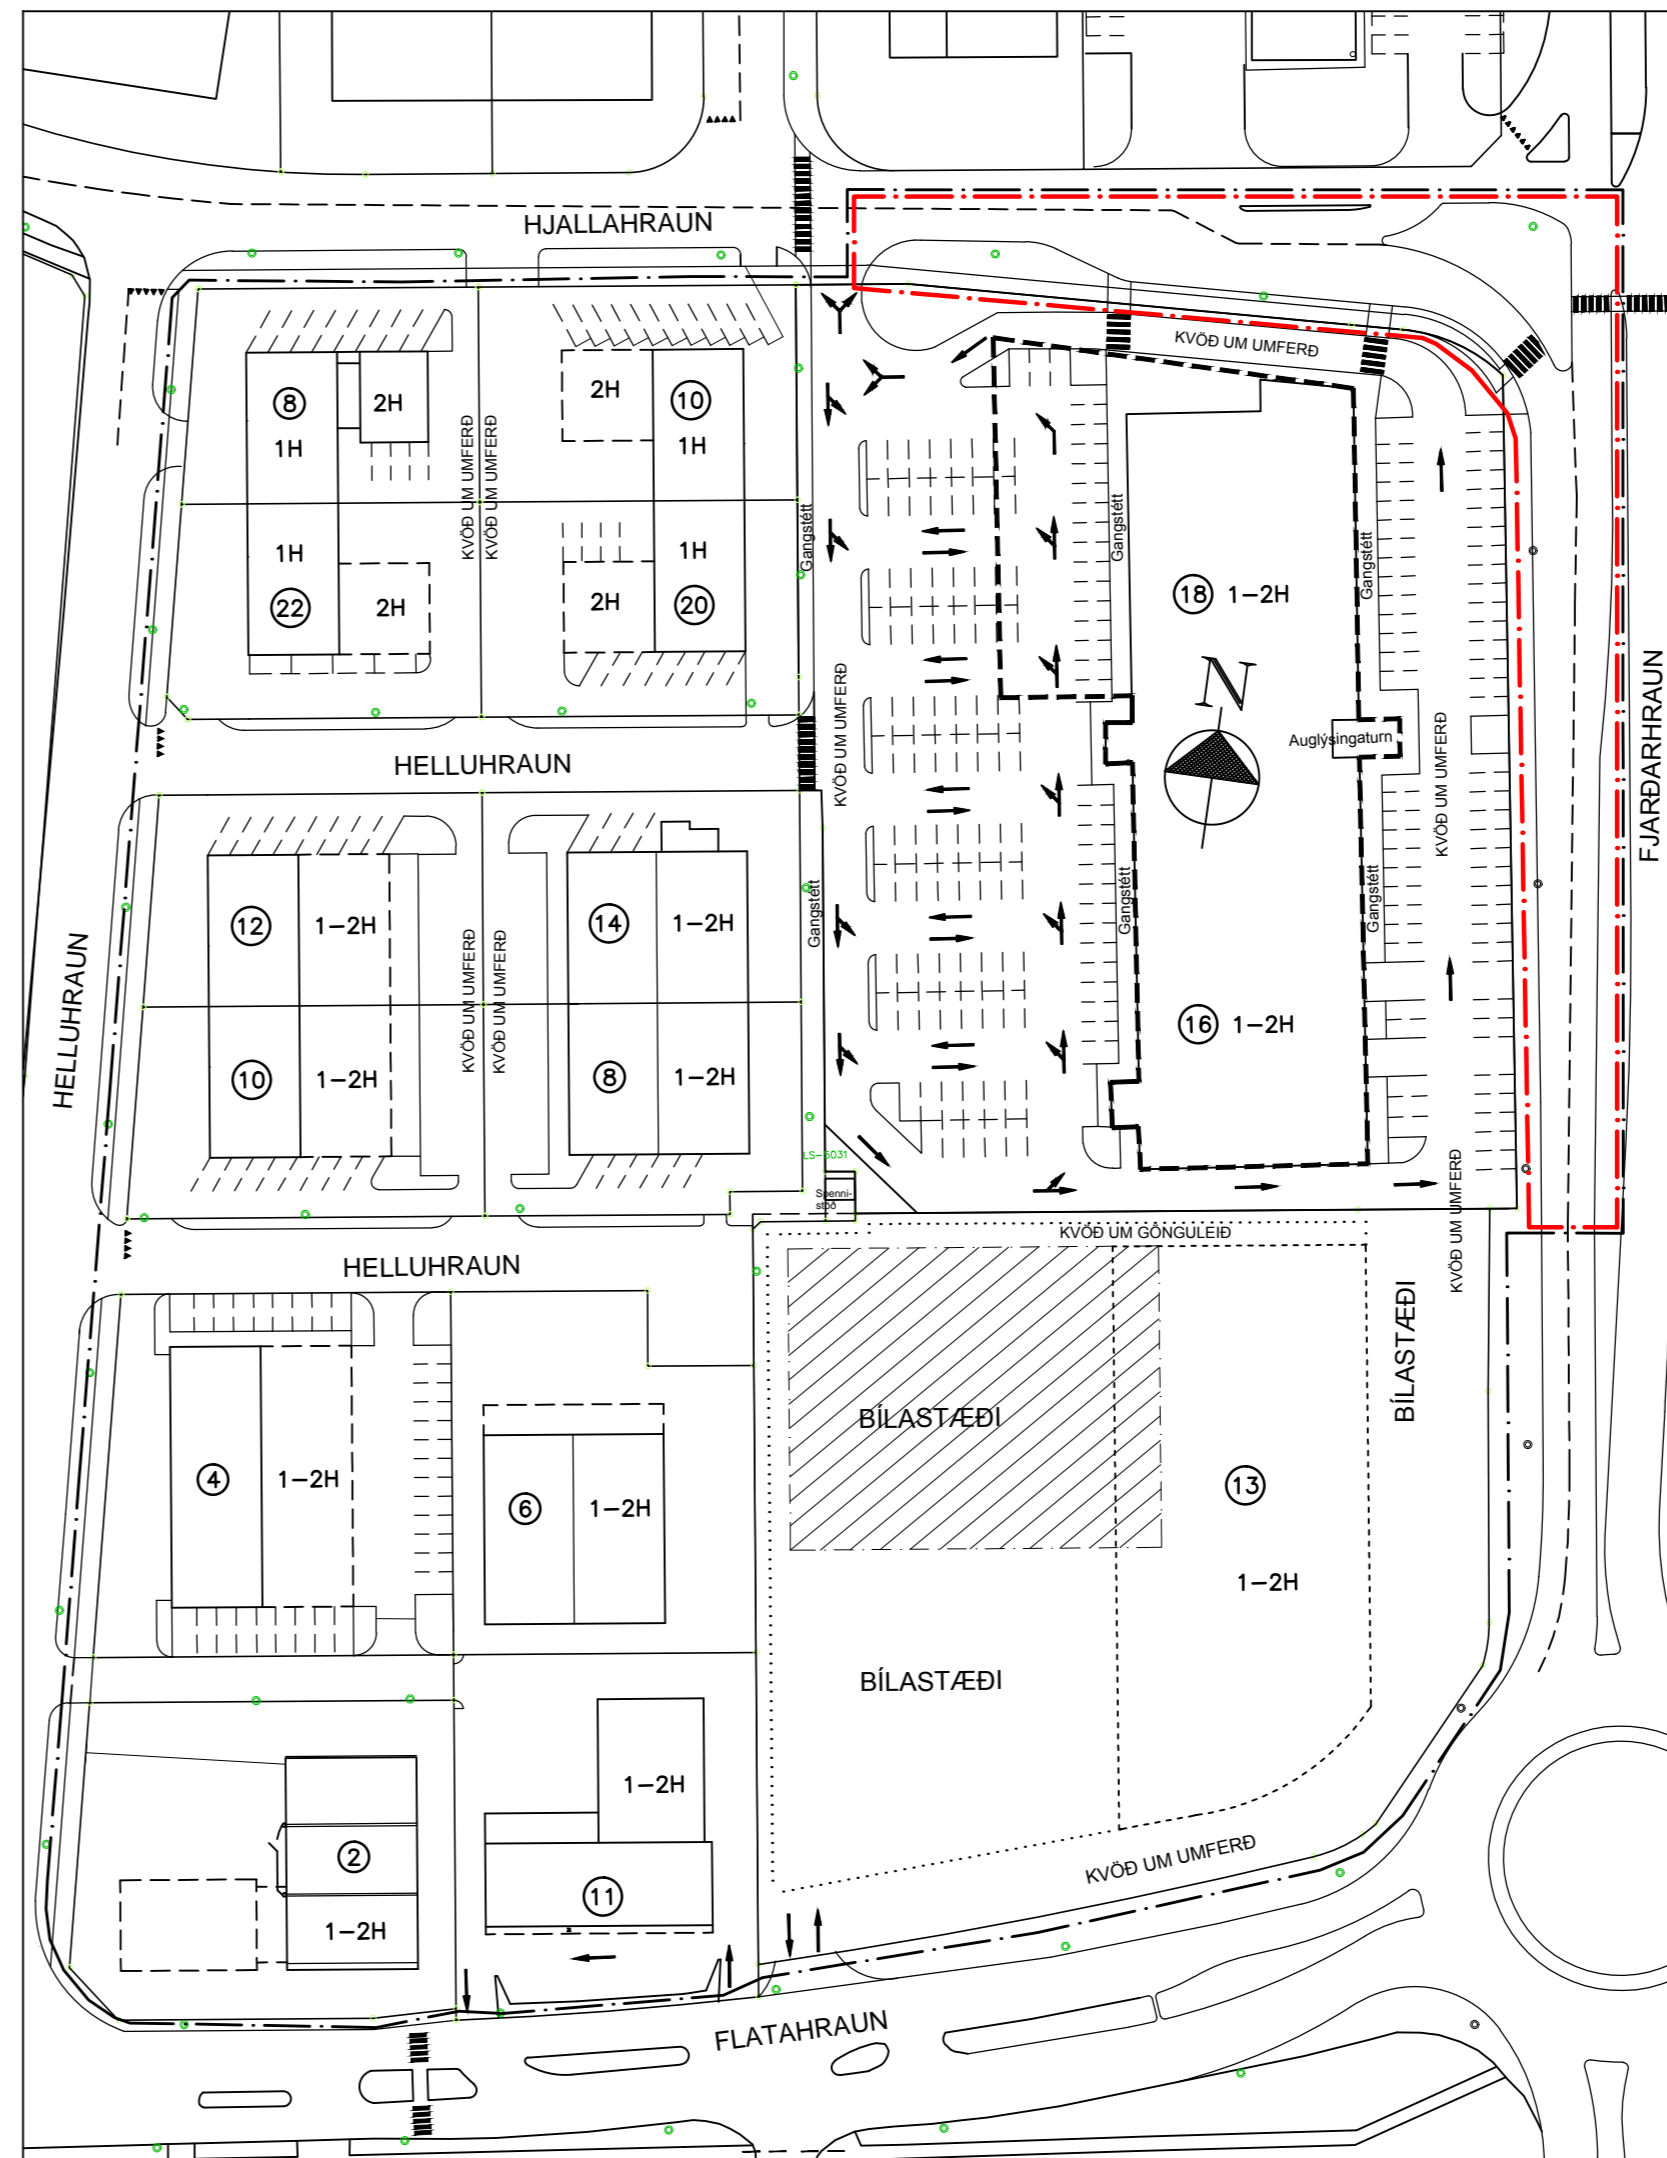 HJALLAHRAUN
KVÖÐ UM UMFERÐ
8
2H
1H
2H
10
1H
KVÖÐ UM UMFERÐ
KVÖÐ UM UMFERÐ
Gangstétt
Gangstétt
Gangstétt
1H
22
2H
1H
2H
20
18 1-2H
N
KVÖÐ UM UMFERÐ
Auglýsingaturn
KVÖÐ UM UMFERÐ
FJARÐARHRAUN
HELLUHRAUN
12
1-2H
14
1-2H
Gangstétt
Gangstétt
Gangstétt
HELLUHRAUN
KVÖÐ UM UMFERÐ
KVÖÐ UM UMFERÐ
10
1-2H
8
1-2H
16 1-2H
LS-5031
Spenni-
stöð
KVÖÐ UM UMFERÐ
KVÖÐ UM GÖNGULEIÐ
HELLUHRAUN
BÍLASTÆÐI
BÍLASTÆÐI
4
1-2H
6
1-2H
13
1-2H
BÍLASTÆÐI
1-2H
2
1-2H
11
KVÖÐ UM UMFERÐ
FLATAHRAUN